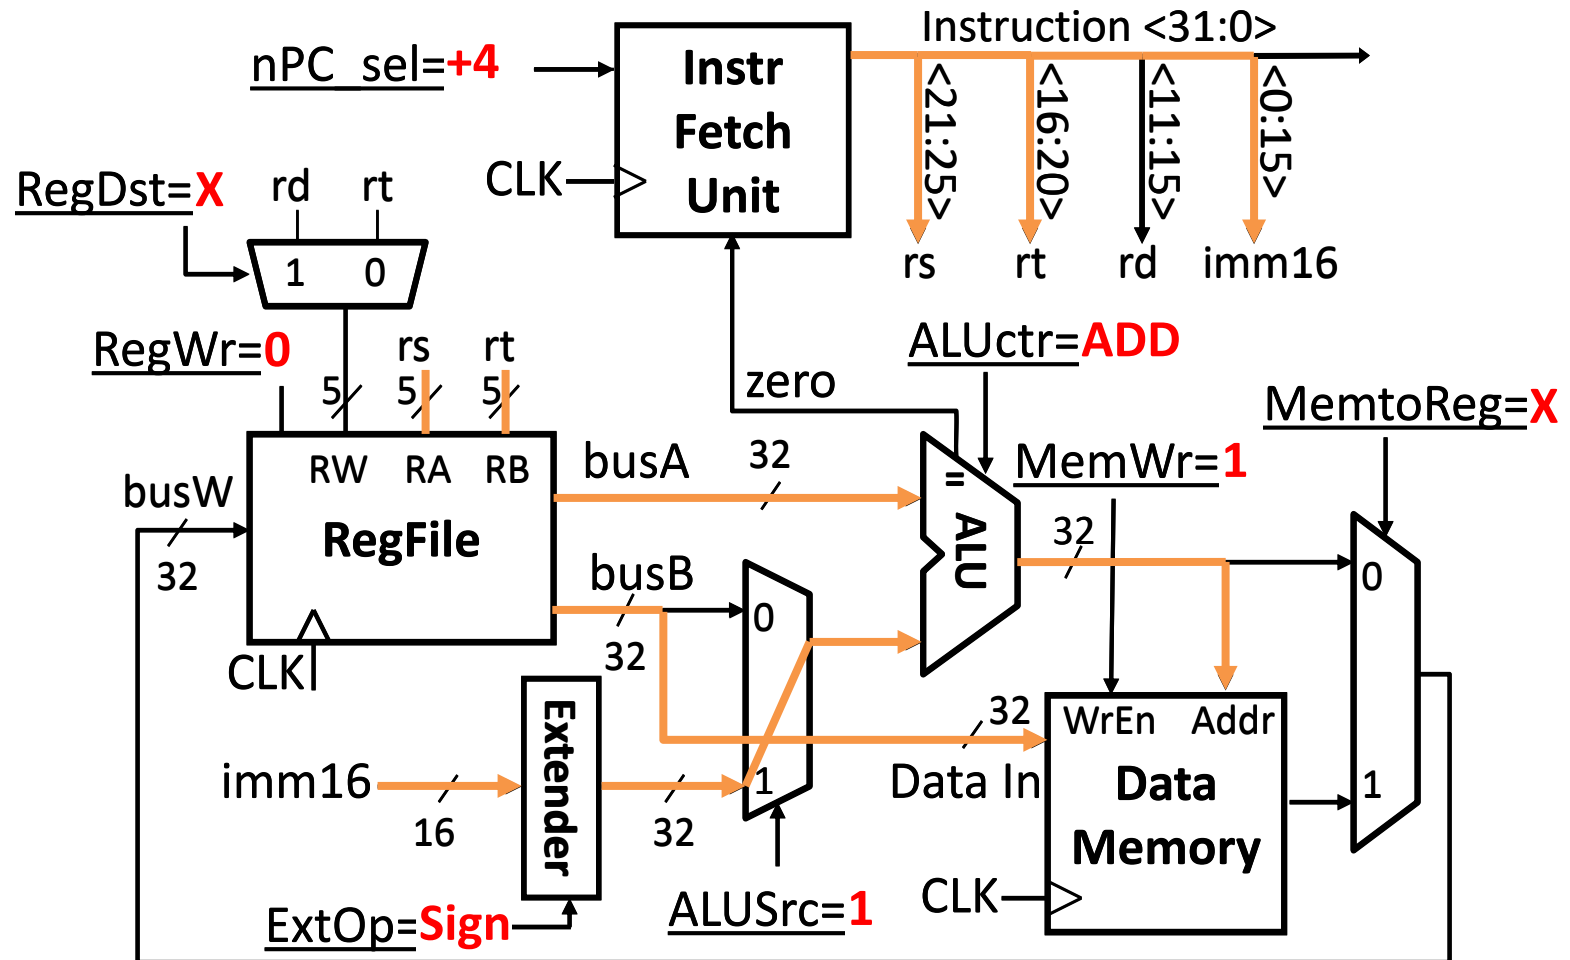 Instruction <31:0>
nPC_sel=+4
Instr
Fetch
Unit
CLK
<21:25>
<16:20>
<11:15>
<0:15>
rs
rt
rd
imm16
RegDst=X
rd
rt
1
0
RegWr=0
rs
rt
5
5
5
zero
ALUctr=ADD
MemtoReg=X
RW
RA
RB
busA
32
=
ALU
MemWr=1
busW
32
RegFile
busB
32
32
0
0
CLK
Extender
1
32
WrEn
Addr
imm16
16
32
Data In
Data
Memory
1
CLK
ExtOp=Sign
ALUSrc=1